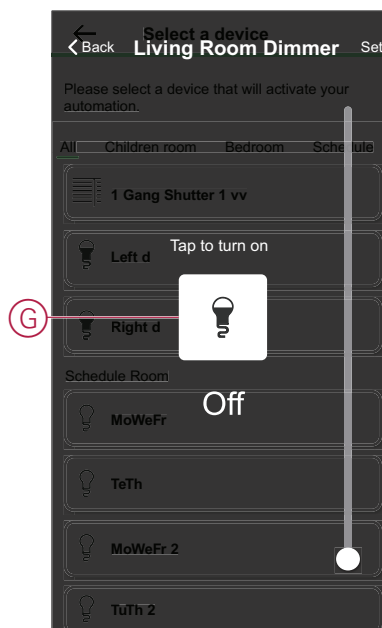 Select a device
Back Living Room Dimmer Set
Please select a device that will activate your
automation.
All Children room Bedroom Schedule
1 Gang Shutter 1 vv
Left d
Tap to turn on
G
Right d
Schedule Room
Off
MoWeFr
TeTh
MoWeFr 2
TuTh 2